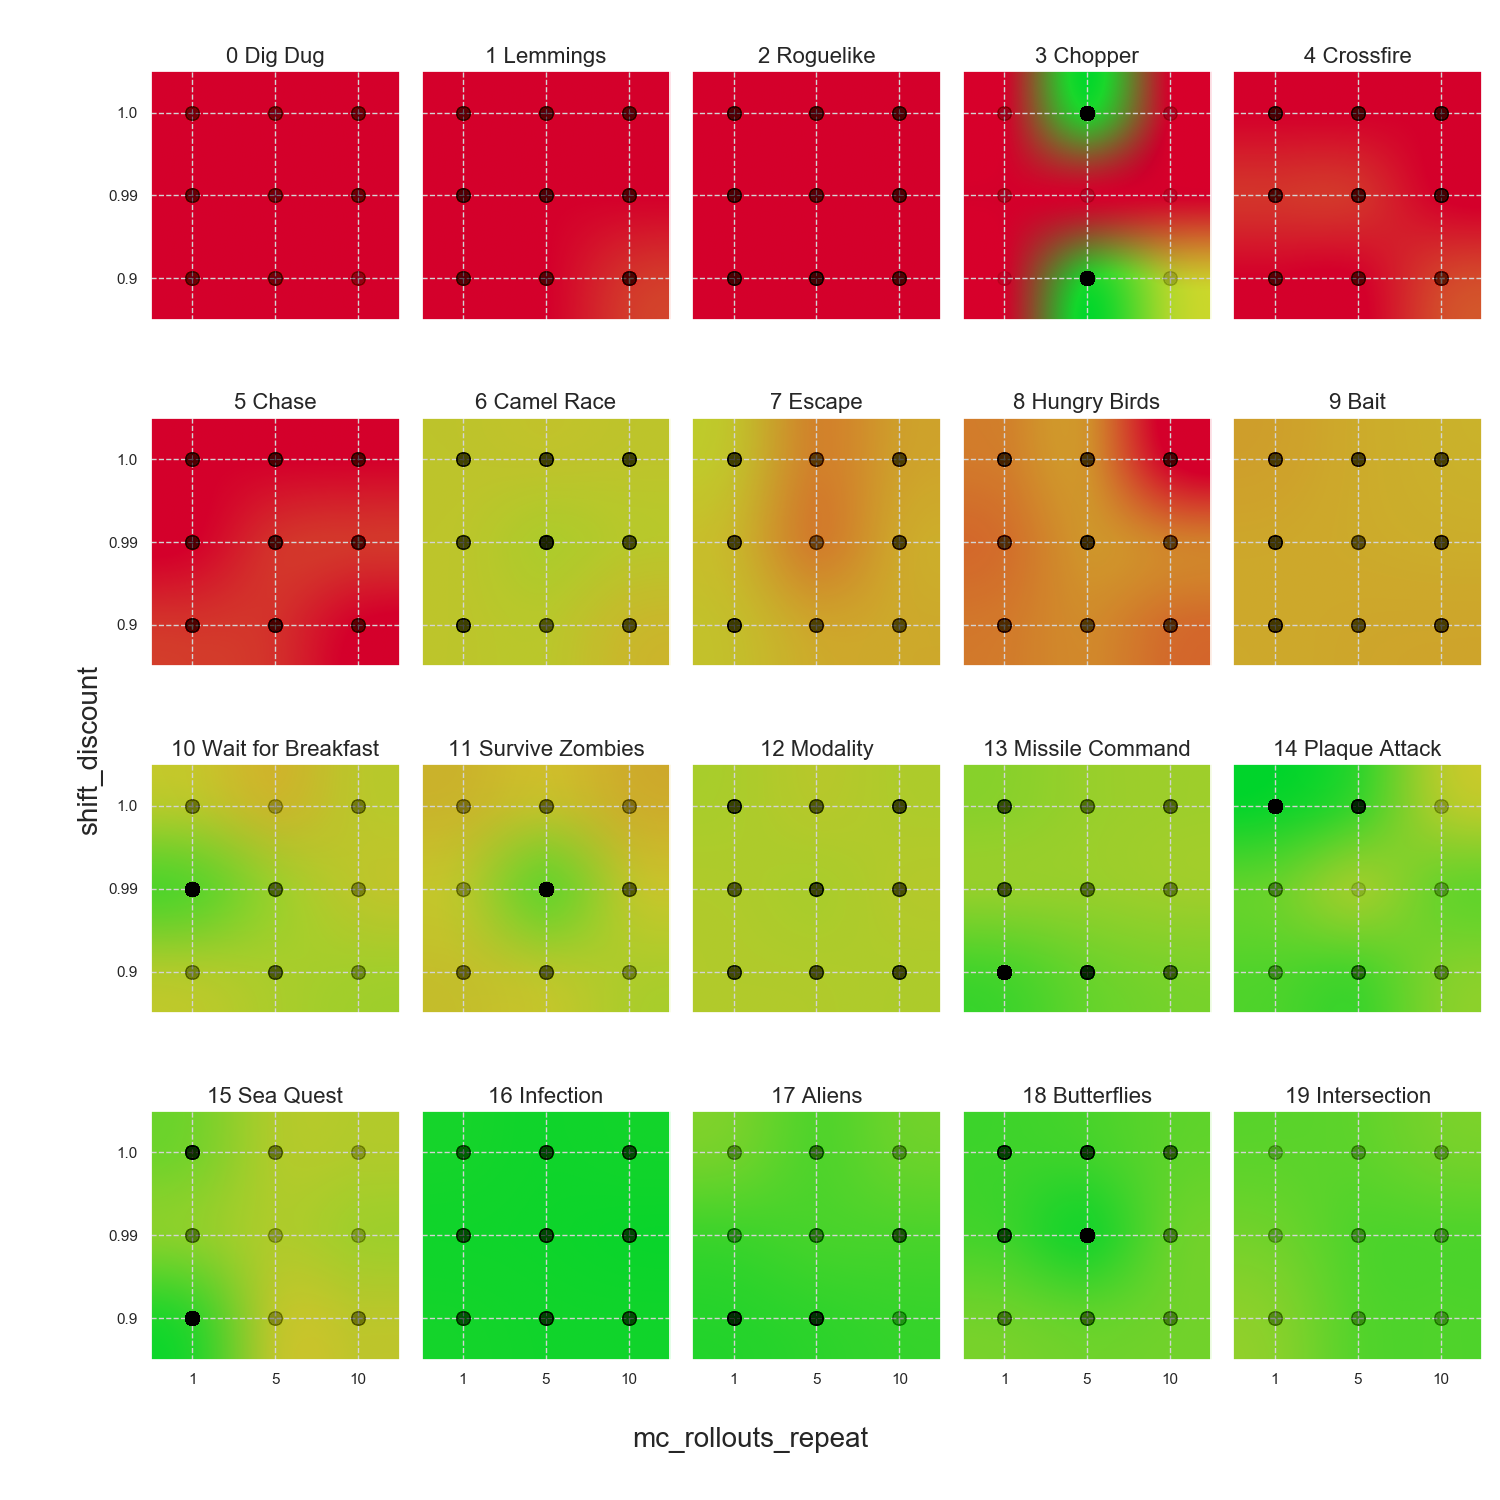 0 Dig Dug 1 Lemmings 2 Roguelike 3 Chopper 4 Crossfire
1.0
0.99
0.9
5 Chase 6 Camel Race 7 Escape 8 Hungry Birds 9 Bait
1.0
0.99
0.9
shift_discount
10 Wait for Breakfast 11 Survive Zombies 12 Modality 13 Missile Command 14 Plaque Attack
1.0
0.99
0.9
15 Sea Quest 16 Infection 17 Aliens 18 Butterflies 19 Intersection
1.0
0.99
0.9
1 5 10 1 5 10 1 5 10 1 5 10 1 5 10
mc_rollouts_repeat